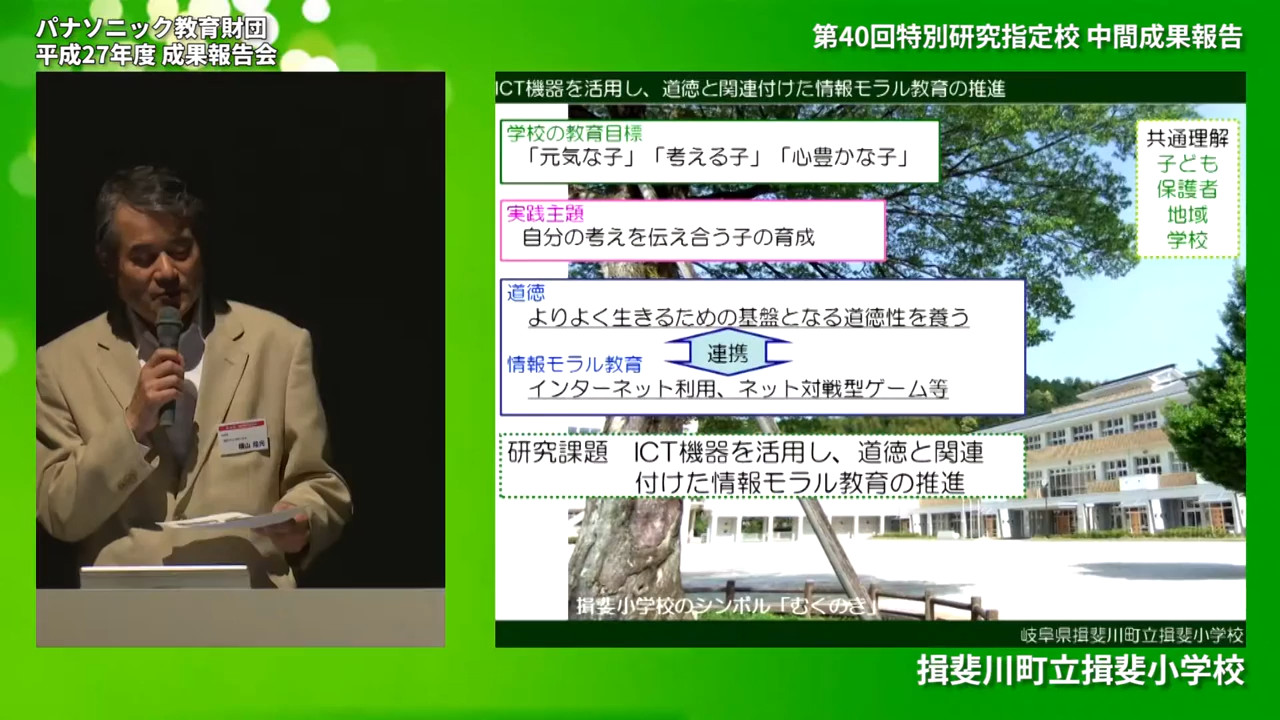 パナソニック教育財団
平成27年度 成果報告会
第40回特別研究指定校 中間成果報告
ICT機器を活用し、道徳と関連付けた情報モラル教育の推進
学校の教育目標
「元気な子」「考える子」「心豊かな子」
共通理解
子ども
保護者
地域
学校
実践主題
自分の考えを伝え合う子の育成
道徳
よりよく生きるための基盤となる道徳性を養う
連携
情報モラル教育
インターネット利用、ネット対戦型ゲーム等
研究課題 ICT機器を活用し、道徳と関連
付けた情報モラル教育の推進
揖斐小学校のシンボル「むくのき」
岐阜県揖斐川町立揖斐小学校
揖斐川町立揖斐小学校